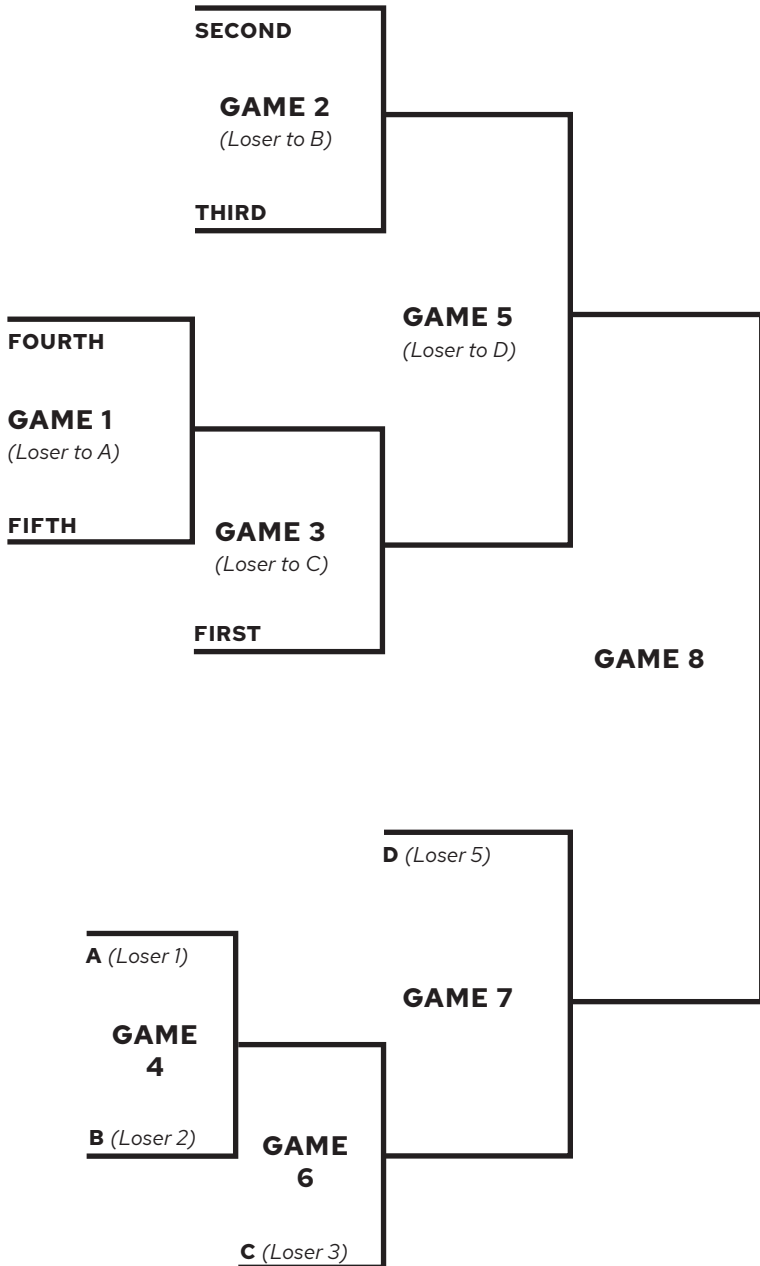 SECOND
GAME 2
(Loser to B)
THIRD
GAME 5
(Loser to D)
FOURTH
GAME 1
(Loser to A)
FIFTH
GAME 3
(Loser to C)
FIRST
GAME 8
D (Loser 5)
A (Loser 1)
GAME 7
GAME
4
B (Loser 2)
GAME
6
C (Loser 3)